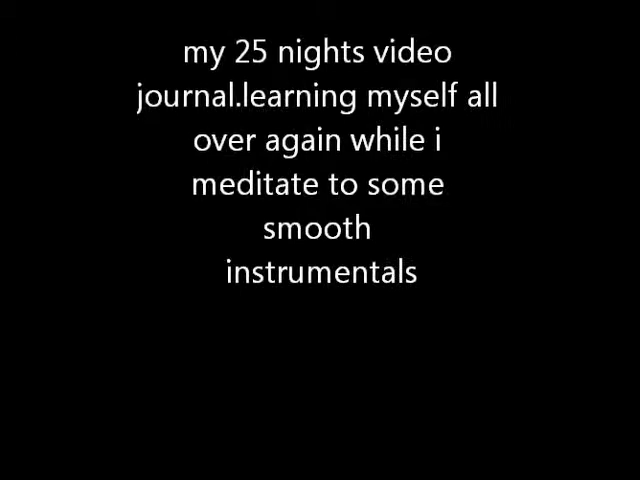 my 25 nights video
journal.learning myself all
over again while i
meditate to some
smooth
instrumentals